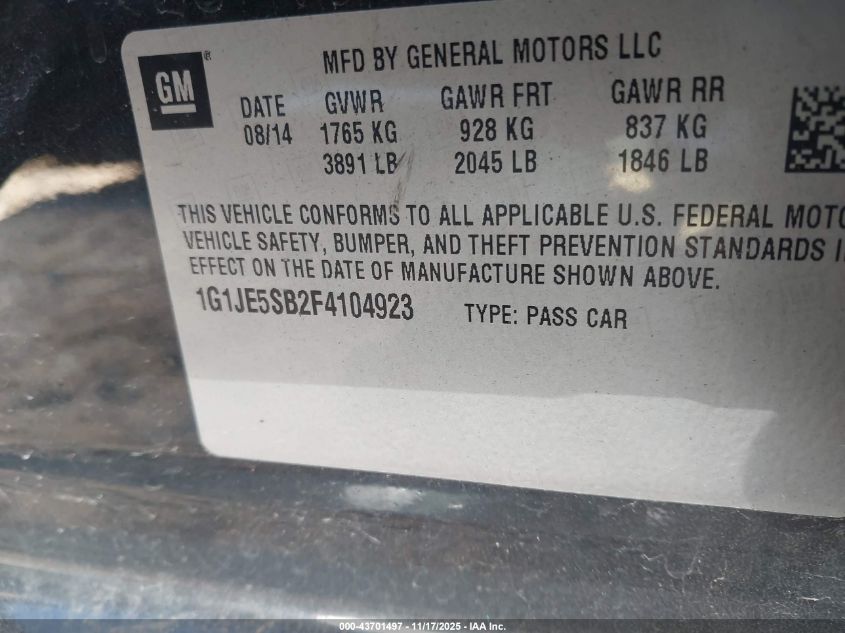 GM
MFD BY GENERAL MOTORS LLC
DATE GVWR GAWR FRT GAWR RR
08/14 1765 KG 928 KG 837 KG
3891 LB 2045 LB 1846 LB
THIS VEHICLE CONFORMS TO ALL APPLICABLE U.S. FEDERAL MOTO
VEHICLE SAFETY, BUMPER, AND THEFT PREVENTION STANDARDS I
EFFECT ON THE DATE OF MANUFACTURE SHOWN ABOVE.
1G1JE5SB2F4104923 TYPE: PASS CAR
000-43701497 - 11/17/2025 - IAA Inc.